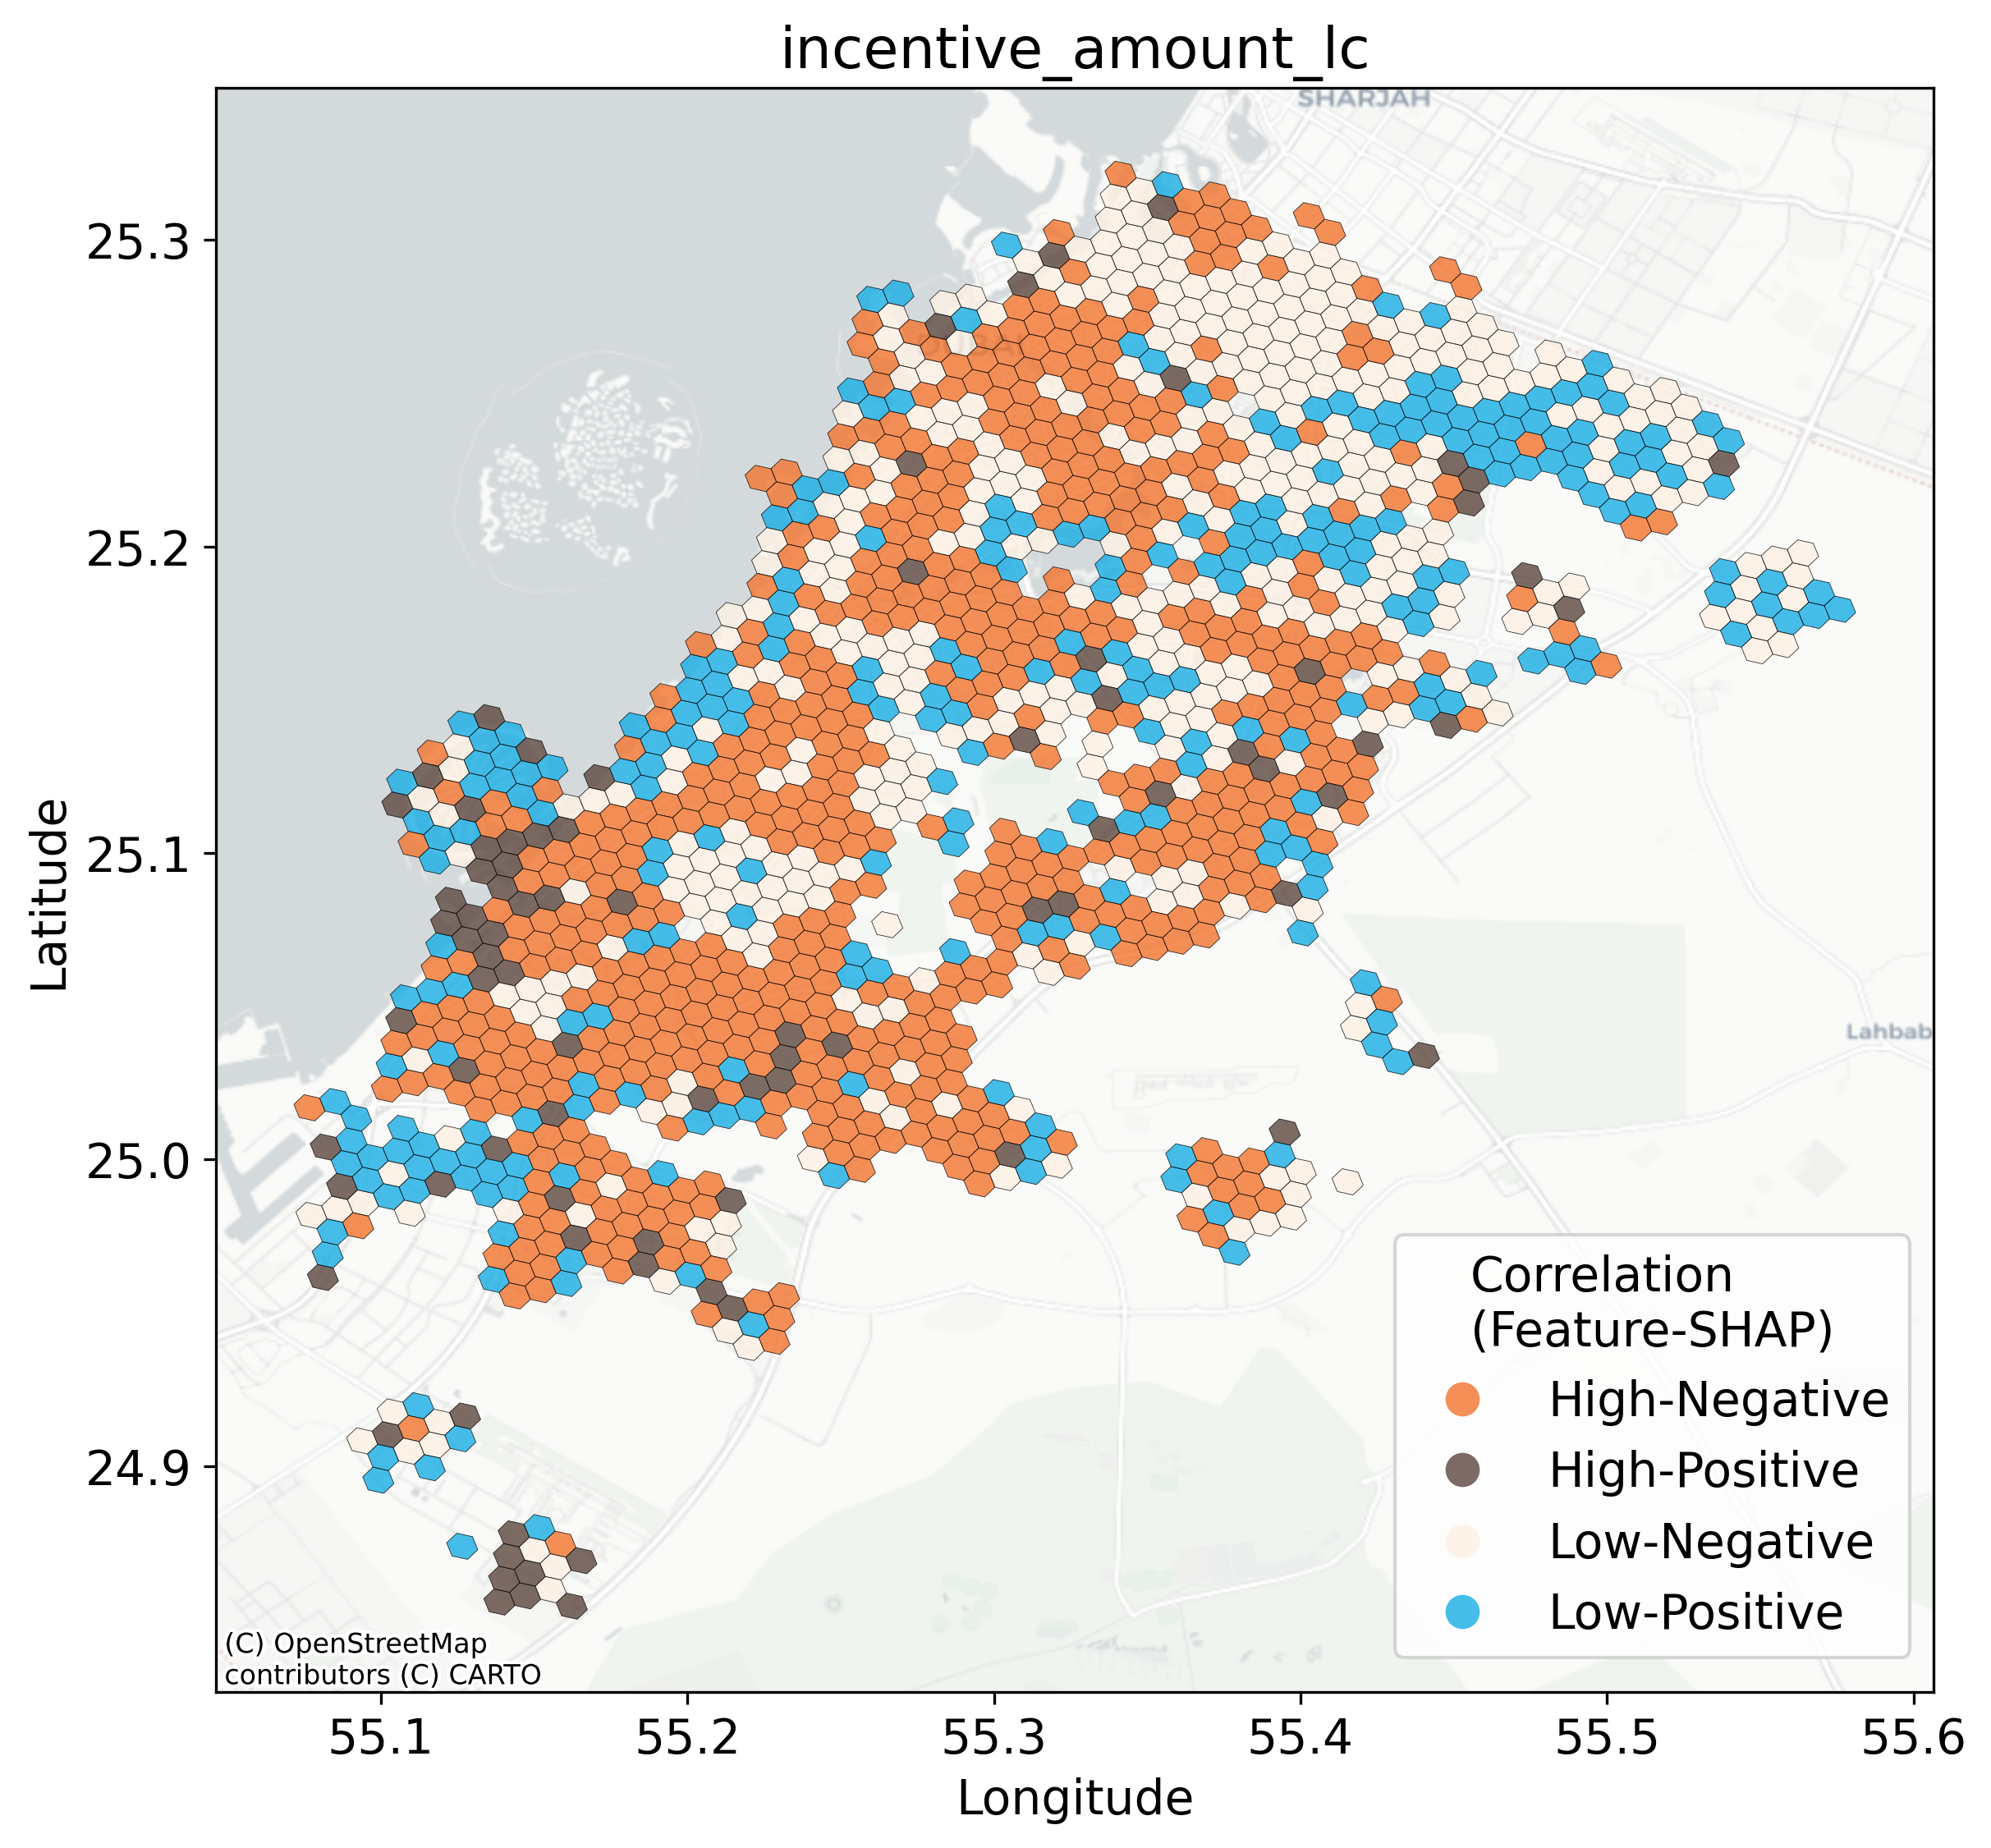 incentive_amount_lc
SHARJAH
25.3
DUBAI
25.2
25.1
25.0
24.9
Latitude
Lahbab
Correlation
(Feature-SHAP)
High-Negative
High-Positive
Low-Negative
Low-Positive
(C) OpenStreetMap
contributors (C) CARTO
55.1
55.2
55.3
55.4
55.5
55.6
Longitude